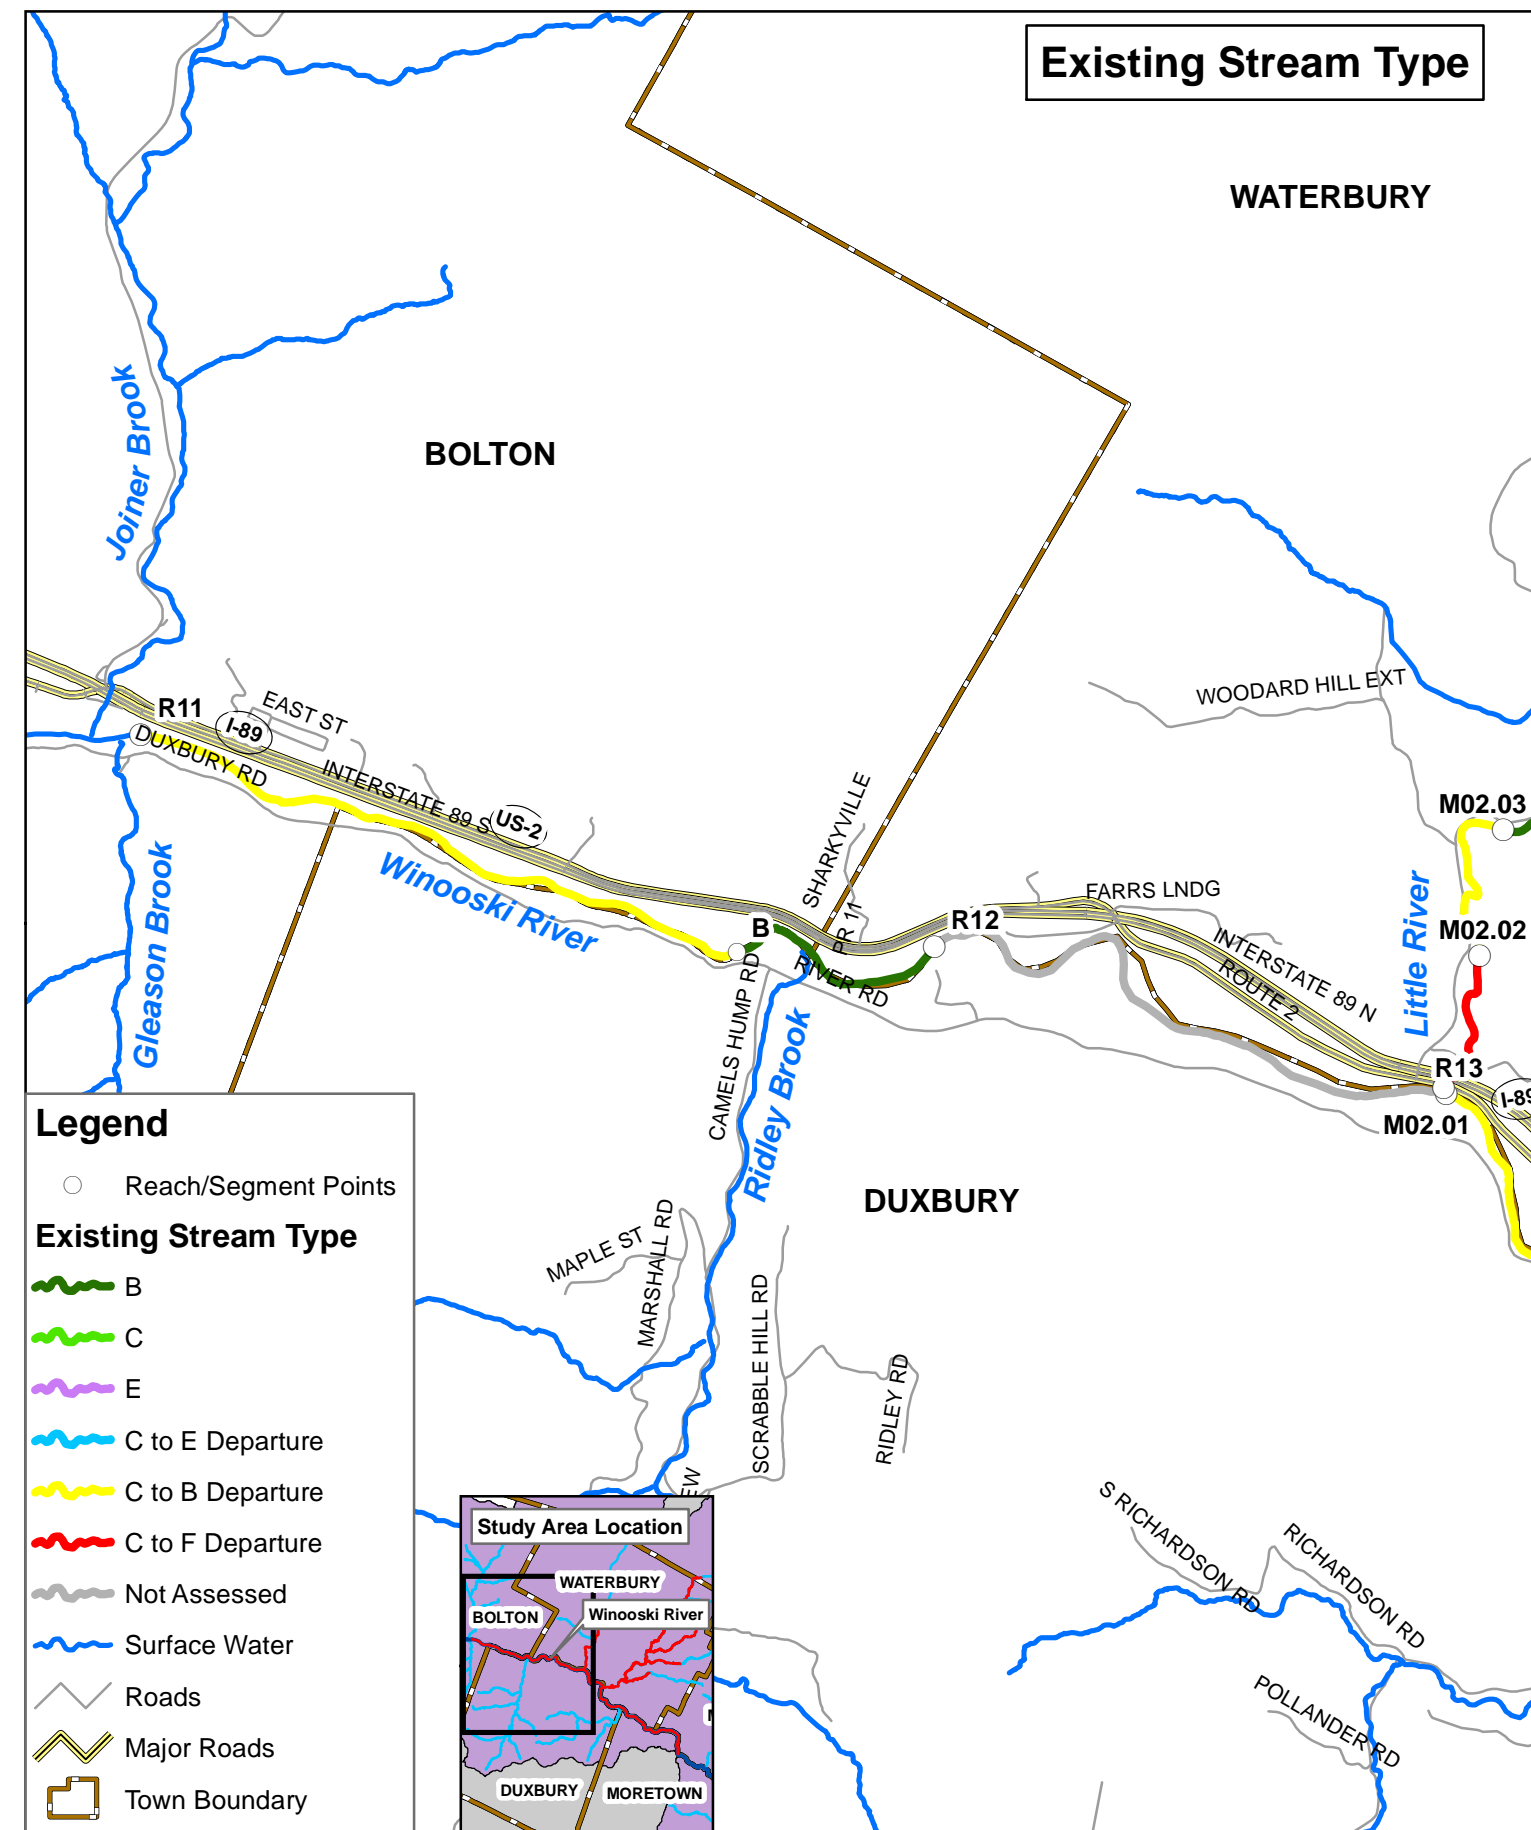 Existing Stream Type
WATERBURY
Joiner Brook
BOLTON
WOODARD HILL EXT
R11
I-89
EAST ST
DUXBURY RD
INTERSTATE 89 S
US-2
SHARKYVILLE
M02.03
Gleason Brook
Winooski River
B
PR 11
R12
FARRS LNDG
M02.02
Little River
INTERSTATE 89 N
ROUTE 2
RIVER RD
CAMELS HUMP RD
Ridley Brook
R13
I-89
M02.01
DUXBURY
MAPLE ST
MARSHALL RD
SCRABBLE HILL RD
RIDLEY RD
EW
S RICHARDSON RD
RICHARDSON RD
POLLANDER RD
Legend
Reach/Segment Points
Existing Stream Type
B
C
E
C to E Departure
C to B Departure
C to F Departure
Not Assessed
Surface Water
Roads
Major Roads
Town Boundary
Study Area Location
WATERBURY
BOLTON
Winooski River
DUXBURY
MORETOWN